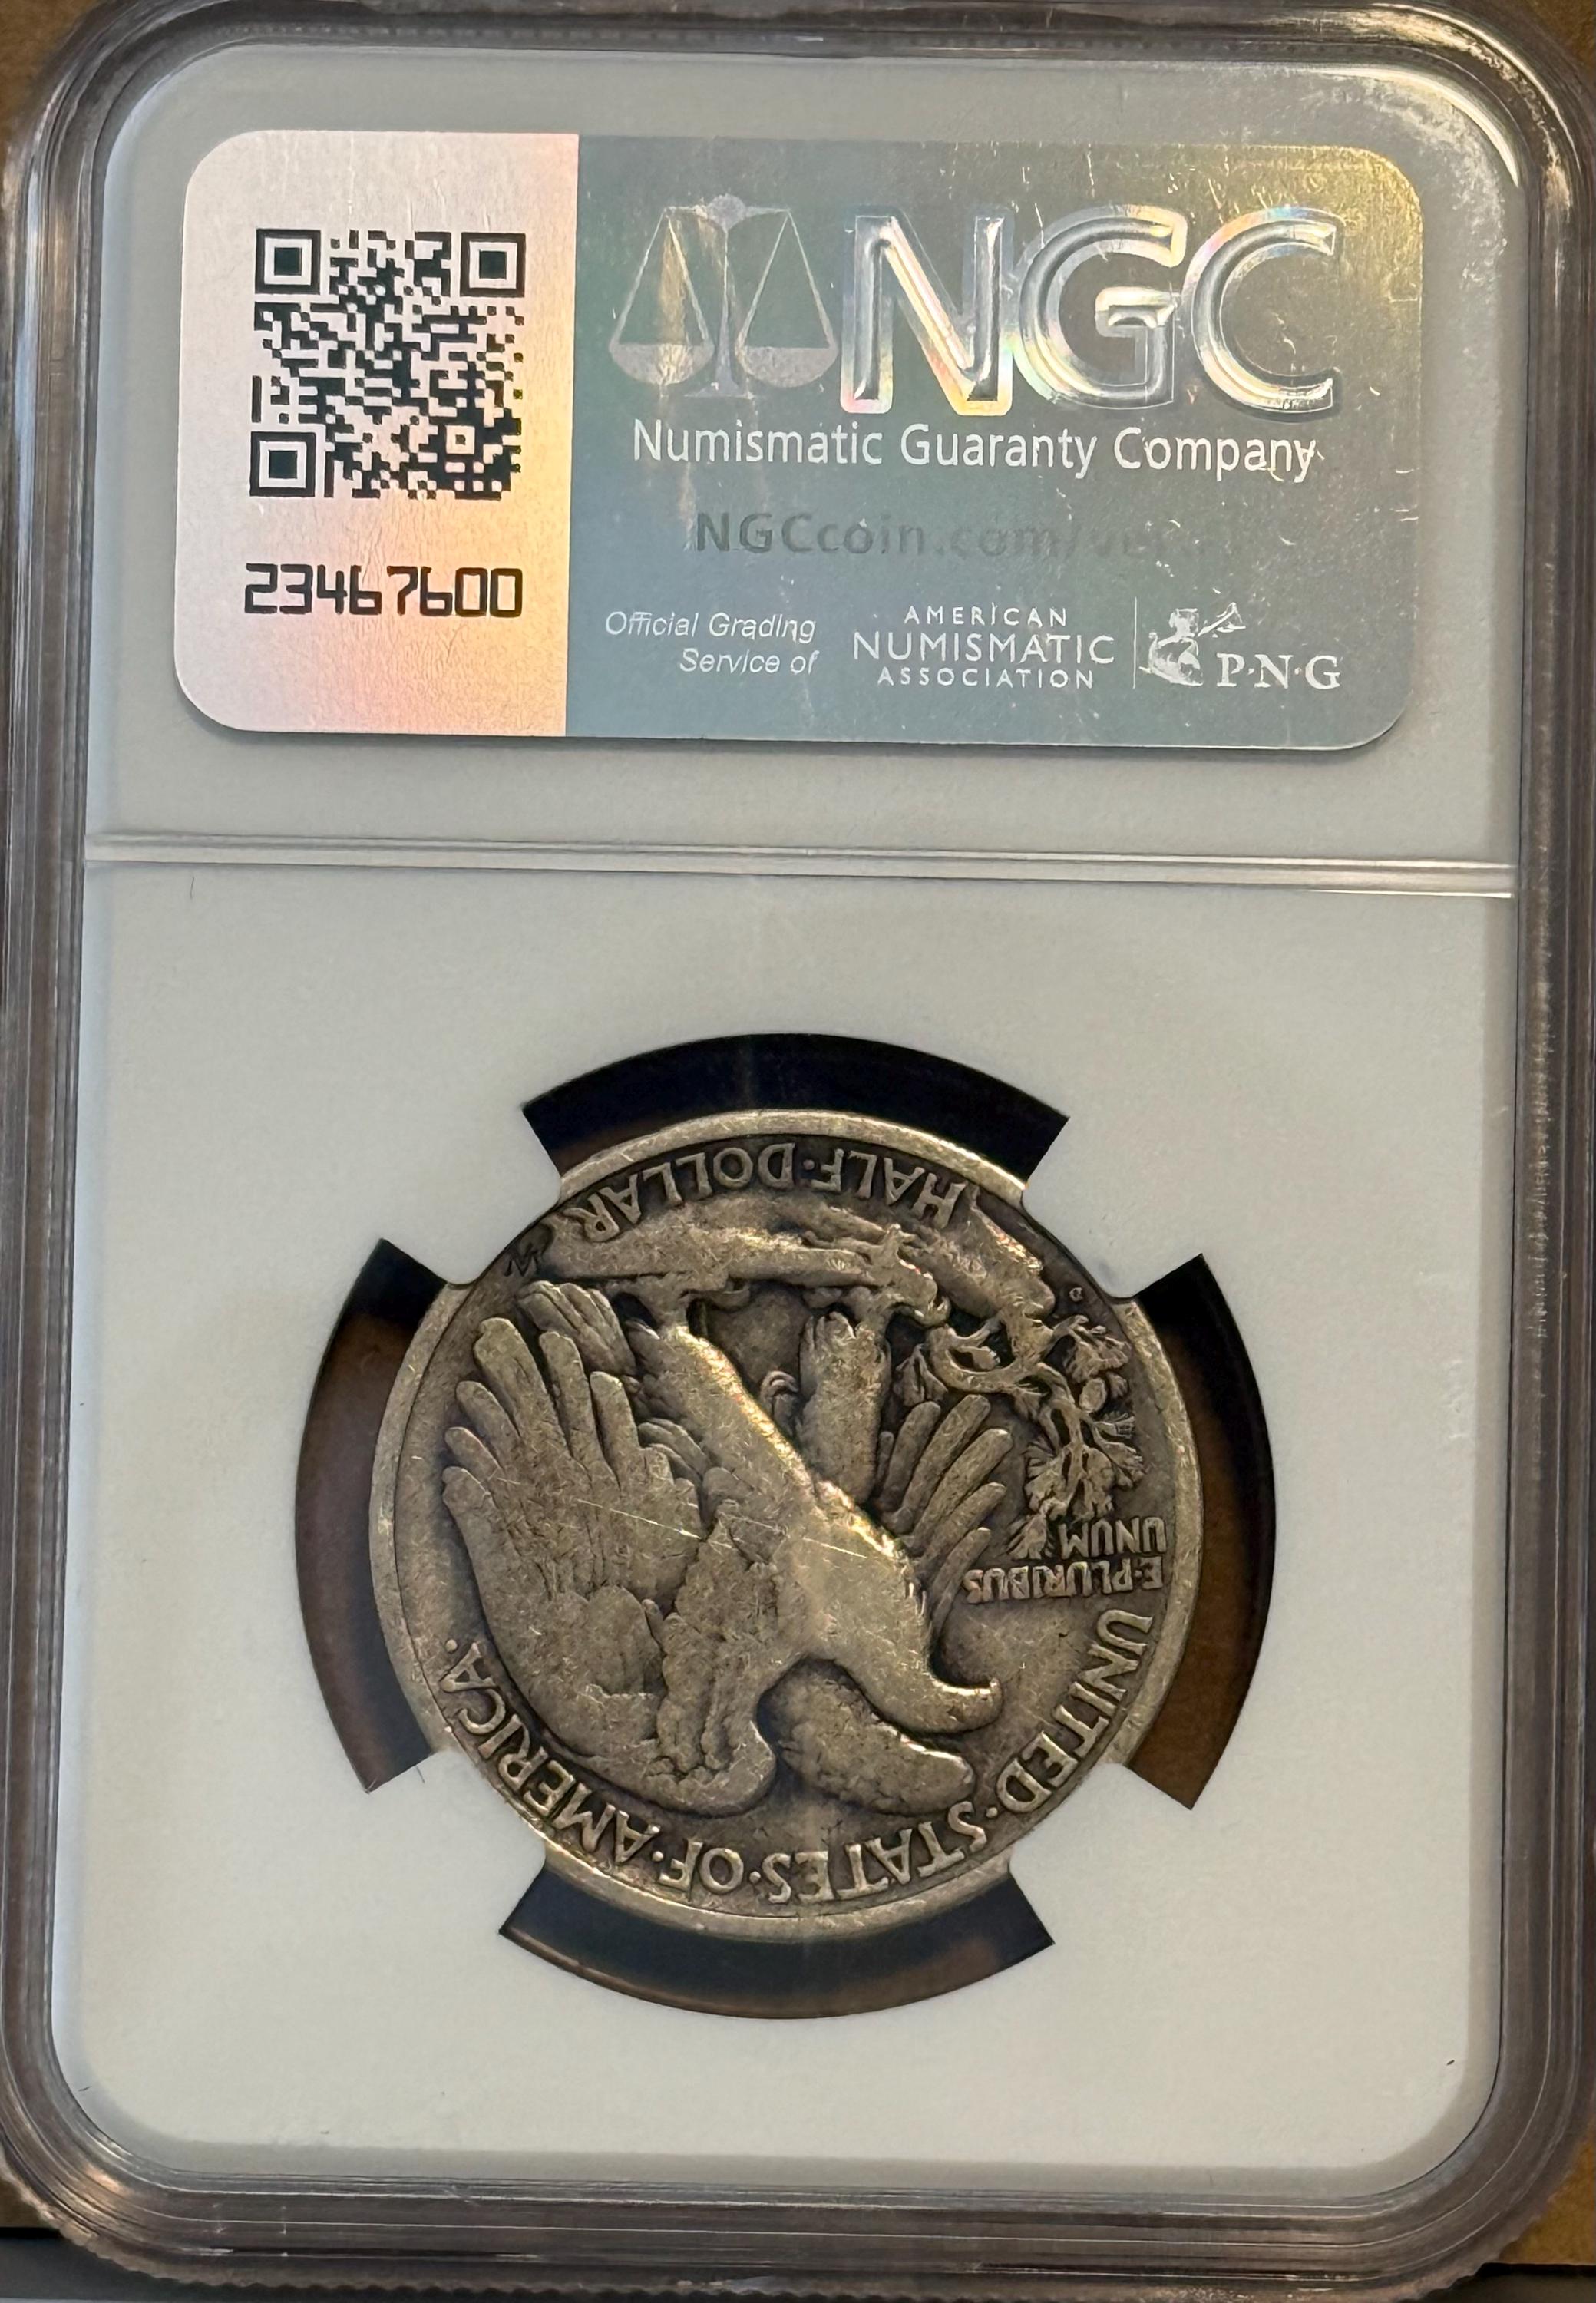 NGC
Numismatic Guaranty Company
NGCcoin.com/
23467600
Official Grading
Service of
AMERICAN
NUMISMATIC
ASSOCIATION
P·N·G
HALF·DOLLAR
E·PLURIBUS
UNUM
UNITED·STATES·OF·AMERICA·